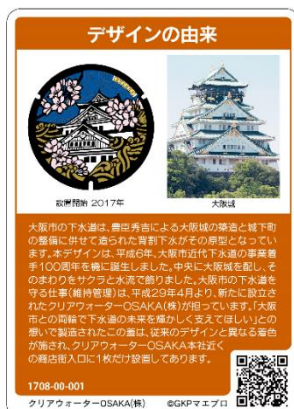 デザインの由来
設置開始 2017年
大阪城
大阪市の下水道は、豊臣秀吉による大阪城の築造と城下町
の整備に併せて造られた背割下水がその原型となってい
ます。本デザインは、平成6年、大阪市近代下水道の事業着
手100周年を機に誕生しました。中央に大阪城を配し、そ
のまわりをサクラと水流で飾りました。大阪市の下水道を
守る仕事(維持管理)は、平成29年4月より、新たに設立さ
れたクリアウォーターOSAKA(株)が担っています。「大阪
市との両輪で下水道の未来を輝かしく支えてほしい」との
想いで製造されたこの蓋は、従来のデザインと異なる着色
が施され、クリアウォーターOSAKA本社近く
の商店街入口に1枚だけ設置してあります。
1708-00-001
クリアウォーターOSAKA(株) ©GKPマエプロ